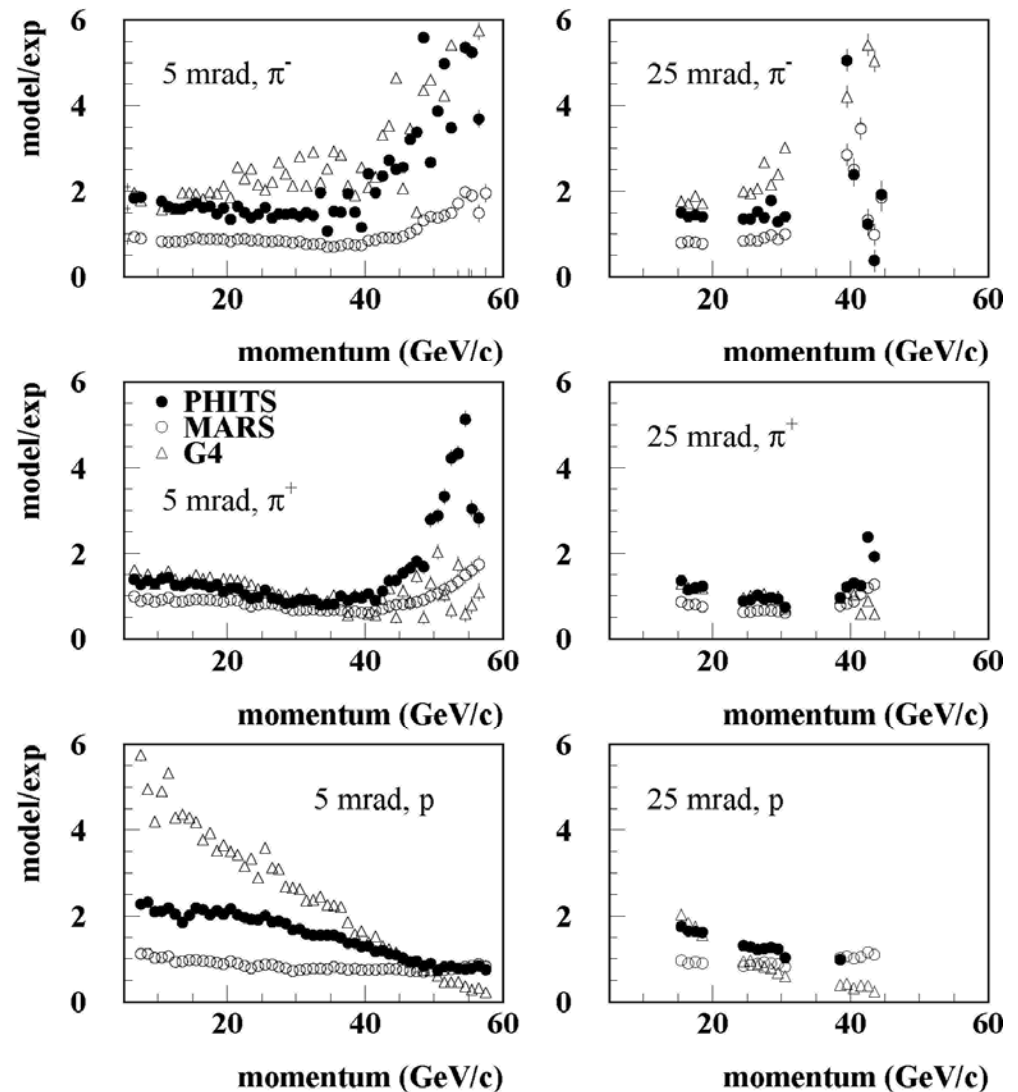 model/exp
6
4
2
0
5 mrad, π⁻
20
40
60
momentum (GeV/c)
6
4
2
0
25 mrad, π⁻
20
40
60
momentum (GeV/c)
model/exp
6
4
2
0
PHITS
MARS
G4
5 mrad, π⁺
20
40
60
momentum (GeV/c)
6
4
2
0
25 mrad, π⁺
20
40
60
momentum (GeV/c)
model/exp
6
4
2
0
5 mrad, p
20
40
60
momentum (GeV/c)
6
4
2
0
25 mrad, p
20
40
60
momentum (GeV/c)